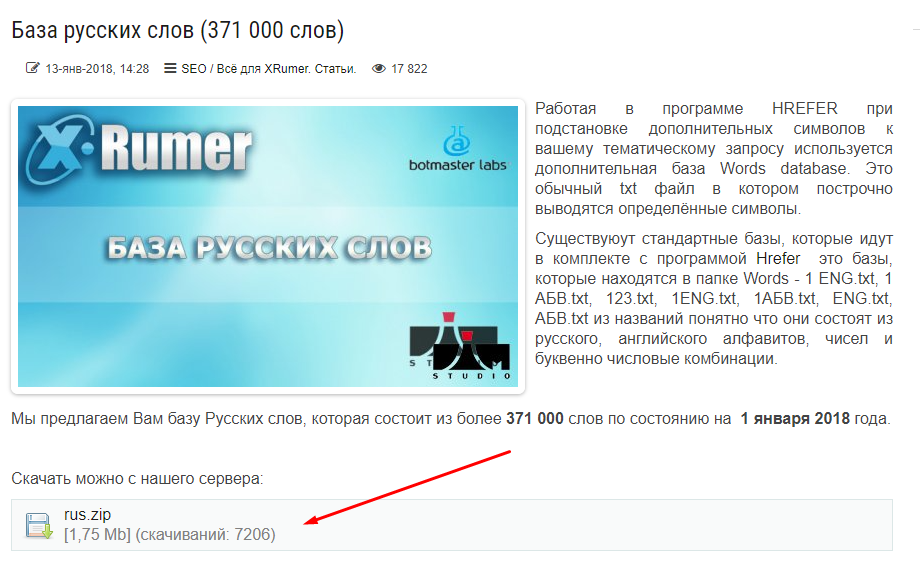 База русских слов (371 000 слов)
13-янв-2018, 14:28 SEO / Всё для XRumer. Статьи. 17 822
X-Rumer
botmaster labs
БАЗА РУССКИХ СЛОВ
JIM
STUDIO
Работая в программе HREFER при
подстановке дополнительных символов к
вашему тематическому запросу используется
дополнительная база Words database. Это
обычный txt файл в котором построчно
выводятся определённые символы.
Существуюут стандартные базы, которые идут
в комплекте с программой Hrefer это базы,
которые находятся в папке Words - 1 ENG.txt, 1
АБВ.txt, 123.txt, 1ENG.txt, 1АБВ.txt, ENG.txt,
АБВ.txt из названий понятно что они состоят из
русского, английского алфавитов, чисел и
буквенно числовые комбинации.
Мы предлагаем Вам базу Русских слов, которая состоит из более 371 000 слов по состоянию на 1 января 2018 года.
Скачать можно с нашего сервера:
rus.zip
[1,75 Mb] (скачиваний: 7206)